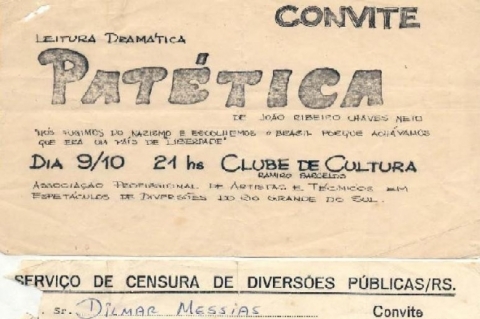 CONVITE
LEITURA DRAMÁTICA
PATÉTICA
DE JOÃO RIBEIRO CHAVES NETO
"NÓS FUGIMOS DO NAZISMO E ESCOLHEMOS O BRASIL PORQUE ACHÁVAMOS
QUE ERA UM PAÍS DE LIBERDADE"
DIA 9/10 21 hs CLUBE DE CULTURA
RAMIRO BARCELOS
ASSOCIAÇÃO PROFISSIONAL DE ARTISTAS E TÉCNICOS EM
ESPETÁCULOS DE DIVERSÕES DO RIO GRANDE DO SUL.
SERVIÇO DE CENSURA DE DIVERSÕES PÚBLICAS/RS.
Sr. DILMAR MESSIAS Convite